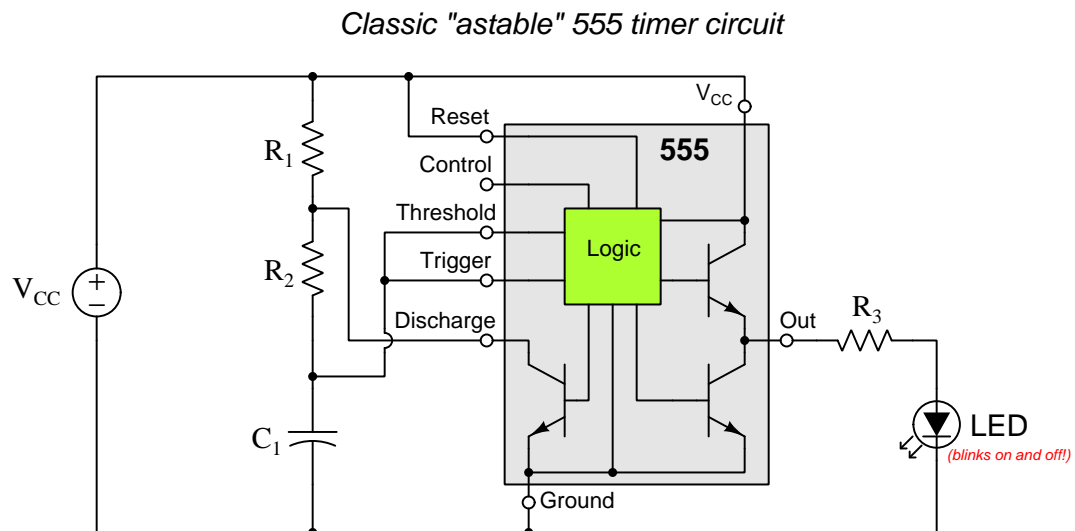 Classic "astable" 555 timer circuit
VCC
Reset
555
R1
Control
Threshold
Logic
R2
Trigger
VCC
+
−
Discharge
Out
R3
C1
LED
(blinks on and off!)
Ground